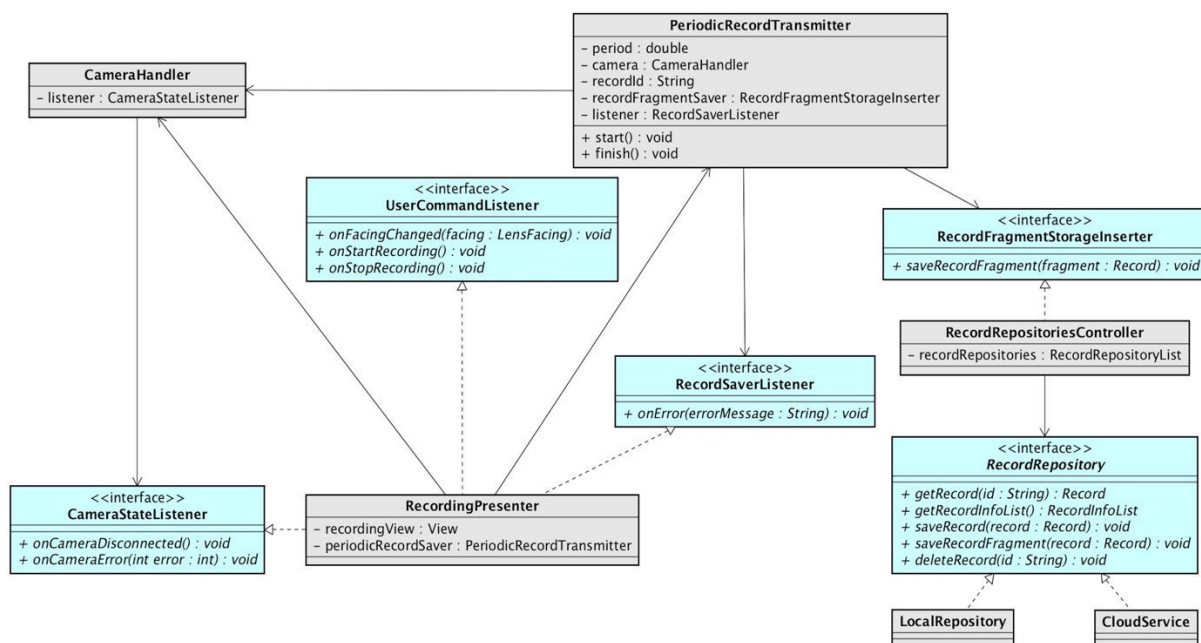 PeriodicRecordTransmitter
– period : double
– camera : CameraHandler
– recordId : String
– recordFragmentSaver : RecordFragmentStorageInserter
– listener : RecordSaverListener
+ start() : void
+ finish() : void
CameraHandler
– listener : CameraStateListener
<<interface>>
UserCommandListener
+ onFacingChanged(facing : LensFacing) : void
+ onStartRecording() : void
+ onStopRecording() : void
<<interface>>
RecordFragmentStorageInserter
+ saveRecordFragment(fragment : Record) : void
RecordRepositoriesController
– recordRepositories : RecordRepositoryList
<<interface>>
RecordSaverListener
+ onError(errorMessage : String) : void
<<interface>>
RecordRepository
+ getRecord(id : String) : Record
+ getRecordInfoList() : RecordInfoList
+ saveRecord(record : Record) : void
+ saveRecordFragment(record : Record) : void
+ deleteRecord(id : String) : void
<<interface>>
CameraStateListener
+ onCameraDisconnected() : void
+ onCameraError(int error : int) : void
RecordingPresenter
– recordingView : View
– periodicRecordSaver : PeriodicRecordTransmitter
LocalRepository
CloudService